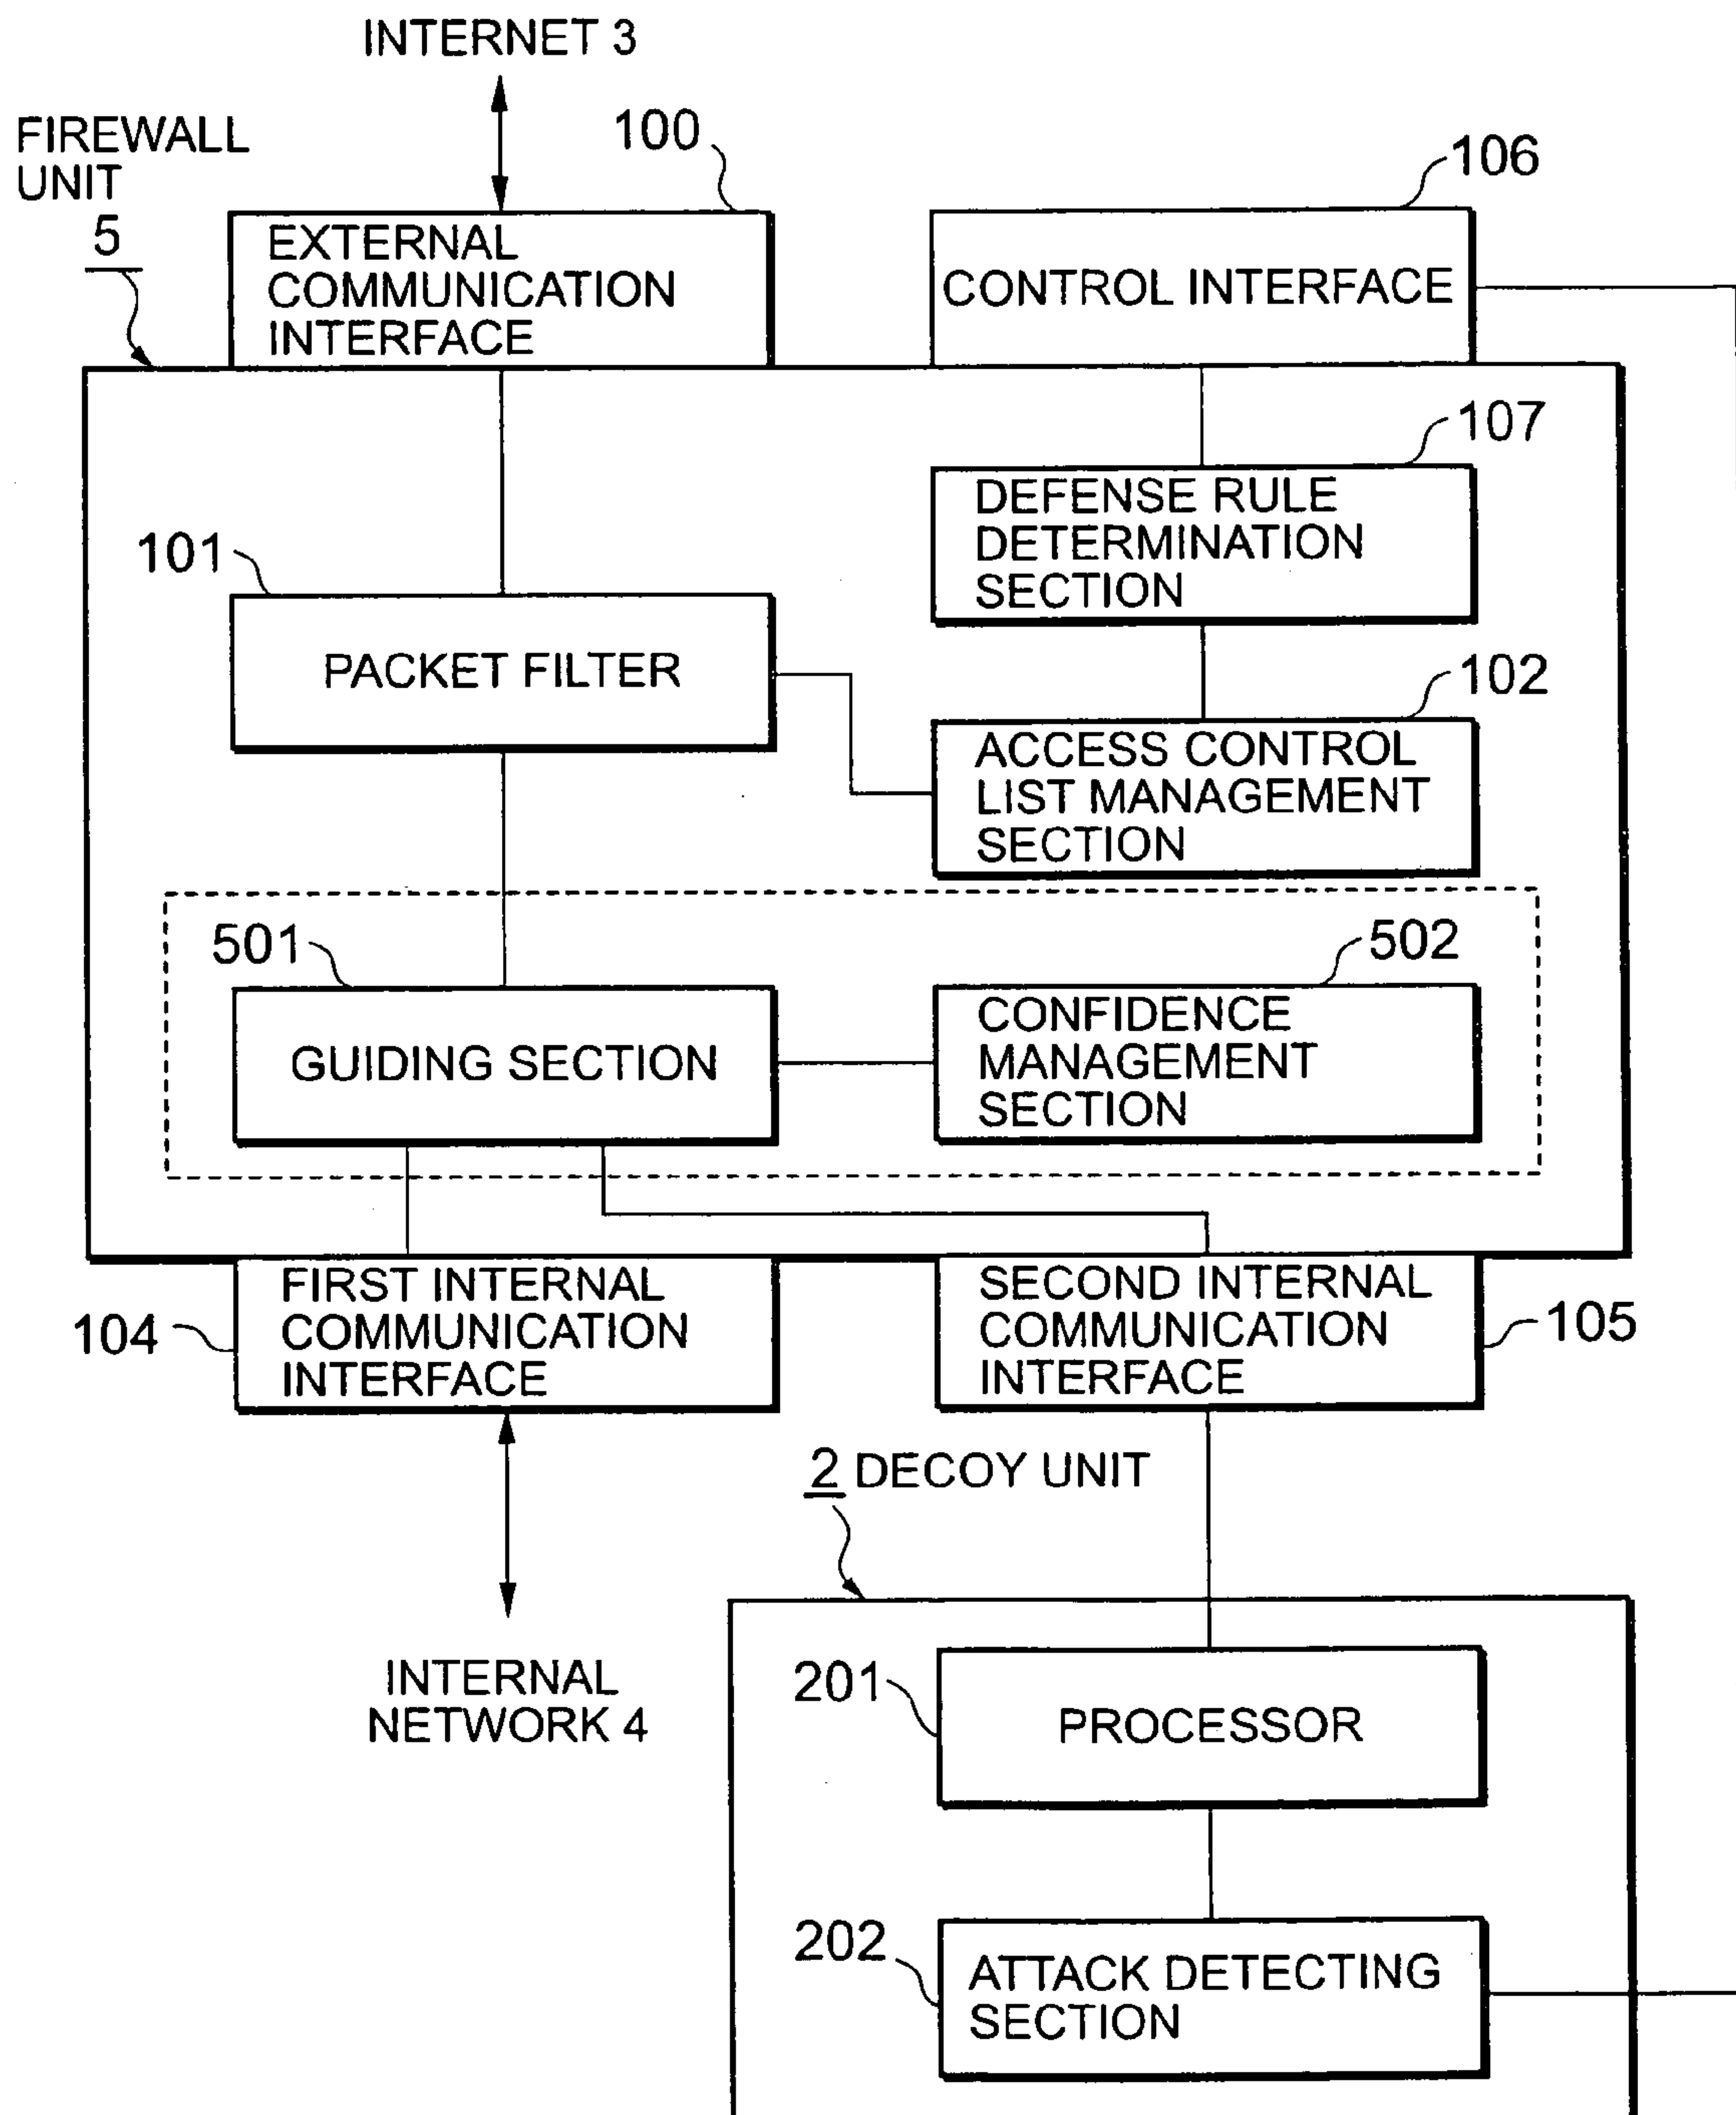 INTERNET 3
FIREWALL
UNIT
5
100
106
EXTERNAL
COMMUNICATION
INTERFACE
CONTROL INTERFACE
107
DEFENSE RULE
DETERMINATION
SECTION
101
PACKET FILTER
102
ACCESS CONTROL
LIST MANAGEMENT
SECTION
501
502
GUIDING SECTION
CONFIDENCE
MANAGEMENT
SECTION
104
FIRST INTERNAL
COMMUNICATION
INTERFACE
SECOND INTERNAL
COMMUNICATION
INTERFACE
105
2 DECOY UNIT
INTERNAL
NETWORK 4
201
PROCESSOR
202
ATTACK DETECTING
SECTION